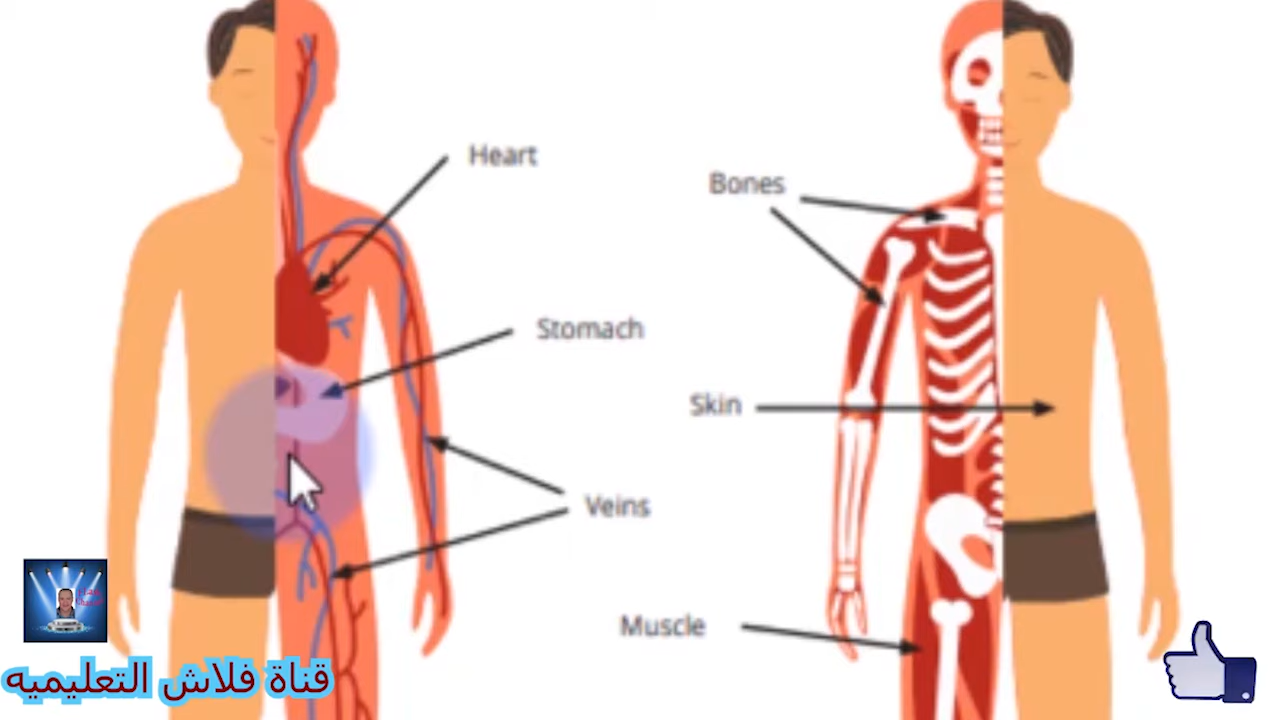 Heart
Bones
Stomach
Skin
Veins
Muscle
قناة فلاش التعليميه